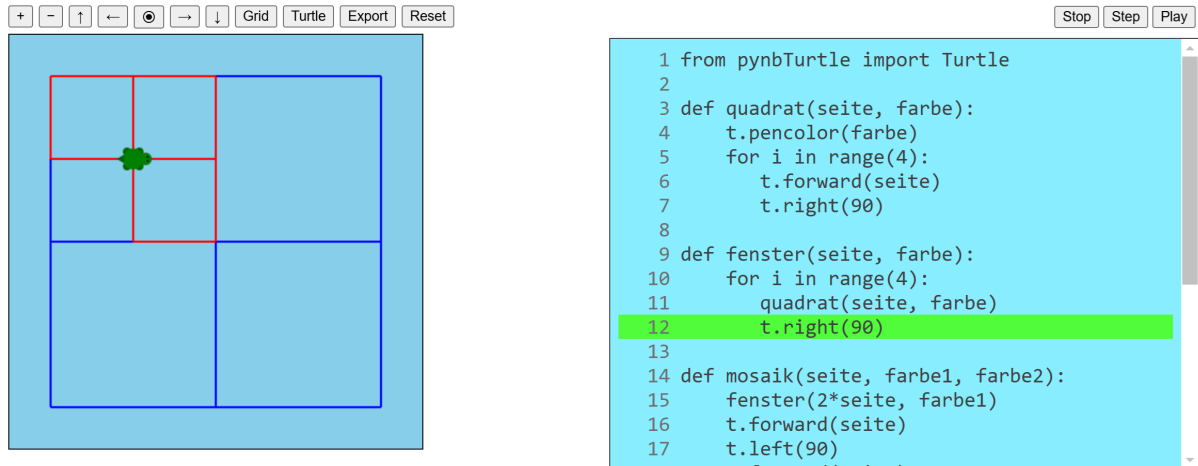 + − ↑ ← ◉ → ↓ Grid Turtle Export Reset Stop Step Play
1 from pynbTurtle import Turtle
2
3 def quadrat(seite, farbe):
4     t.pencolor(farbe)
5     for i in range(4):
6        t.forward(seite)
7        t.right(90)
8
9 def fenster(seite, farbe):
10     for i in range(4):
11        quadrat(seite, farbe)
12        t.right(90)
13
14 def mosaik(seite, farbe1, farbe2):
15     fenster(2*seite, farbe1)
16     t.forward(seite)
17     t.left(90)